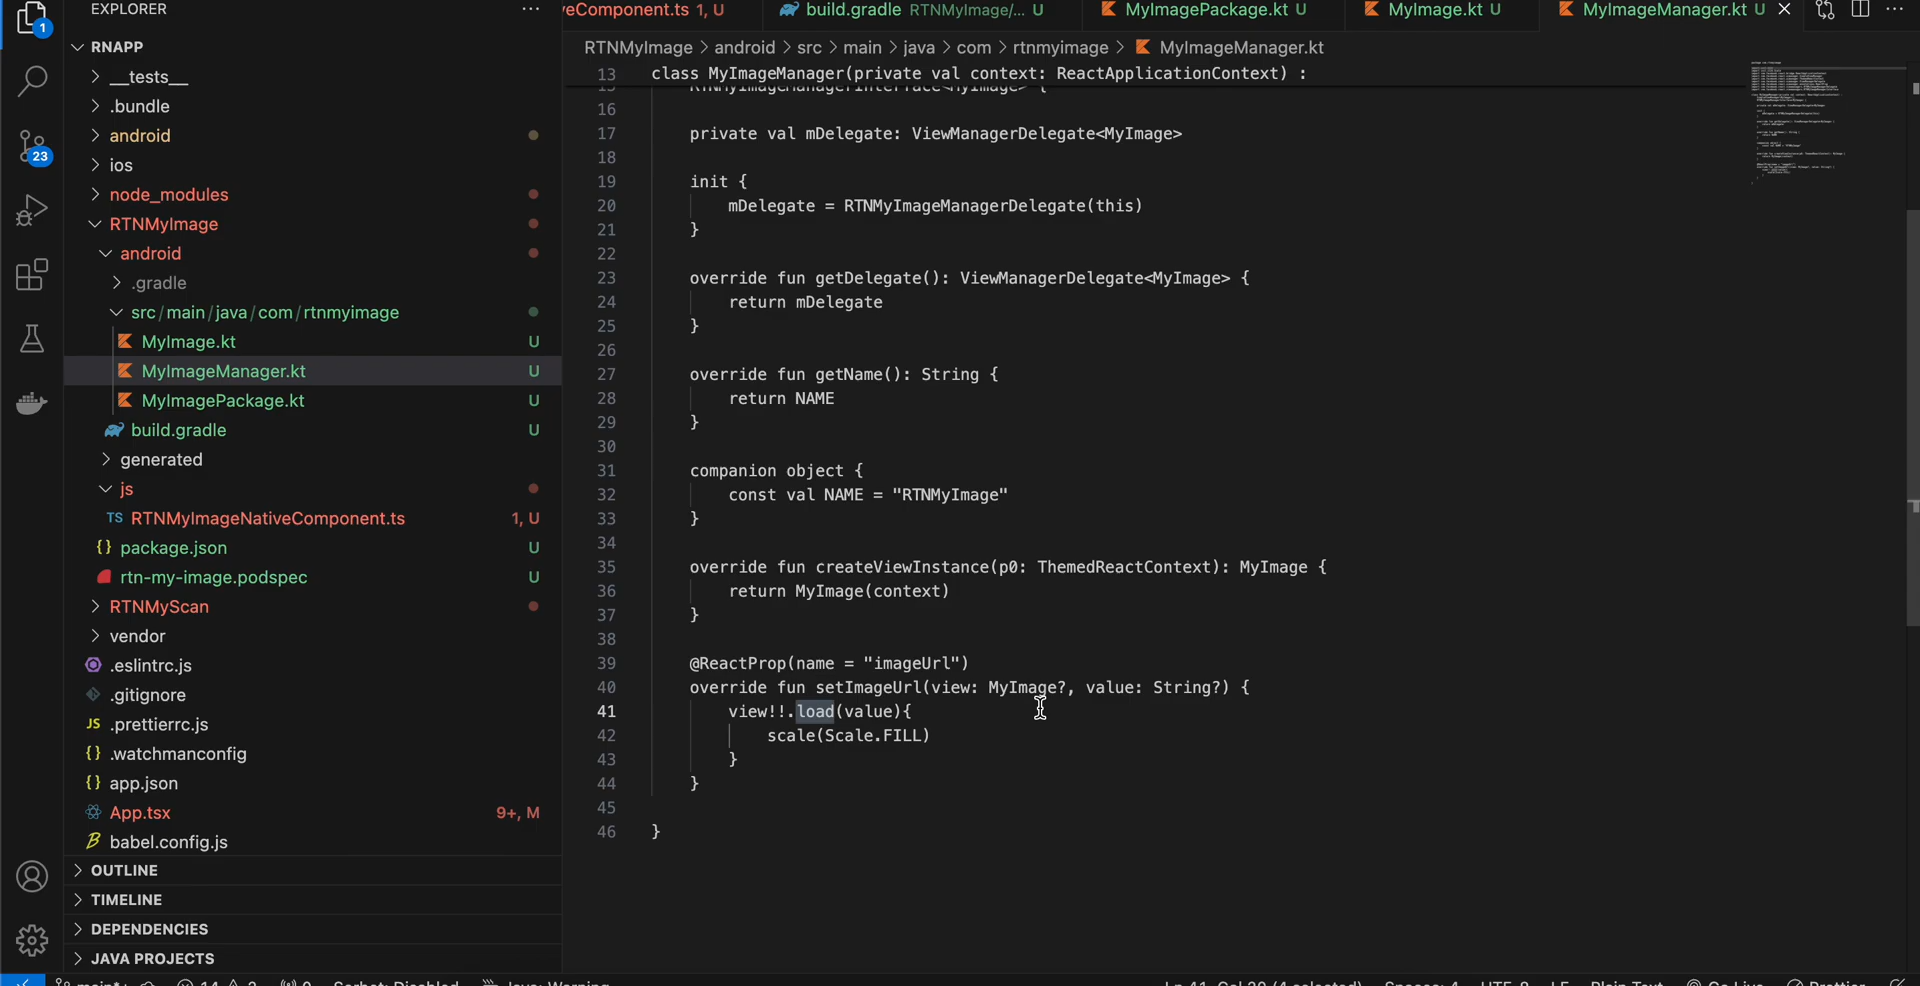 EXPLORER
RNAPP
__tests__
.bundle
android
ios
node_modules
RTNMyImage
android
.gradle
src/main/java/com/rtnmyimage
MyImage.kt U
MyImageManager.kt U
MyImagePackage.kt U
build.gradle U
generated
js
TS RTNMyImageNativeComponent.ts 1, U
{} package.json U
rtn-my-image.podspec U
RTNMyScan
vendor
.eslintrc.js
.gitignore
JS .prettierrc.js
{} .watchmanconfig
{} app.json
App.tsx 9+, M
babel.config.js
OUTLINE
TIMELINE
DEPENDENCIES
JAVA PROJECTS
1
23
veComponent.ts 1, U
build.gradle RTNMyImage/... U
MyImagePackage.kt U
MyImage.kt U
MyImageManager.kt U
RTNMyImage > android > src > main > java > com > rtnmyimage > MyImageManager.kt
13 class MyImageManager(private val context: ReactApplicationContext) :
15 RTNMyImageManagerInterface<MyImage> {
16
17 private val mDelegate: ViewManagerDelegate<MyImage>
18
19 init {
20 mDelegate = RTNMyImageManagerDelegate(this)
21 }
22
23 override fun getDelegate(): ViewManagerDelegate<MyImage> {
24 return mDelegate
25 }
26
27 override fun getName(): String {
28 return NAME
29 }
30
31 companion object {
32 const val NAME = "RTNMyImage"
33 }
34
35 override fun createViewInstance(p0: ThemedReactContext): MyImage {
36 return MyImage(context)
37 }
38
39 @ReactProp(name = "imageUrl")
40 override fun setImageUrl(view: MyImage?, value: String?) {
41 view!!.load(value){
42 scale(Scale.FILL)
43 }
44 }
45
46 }